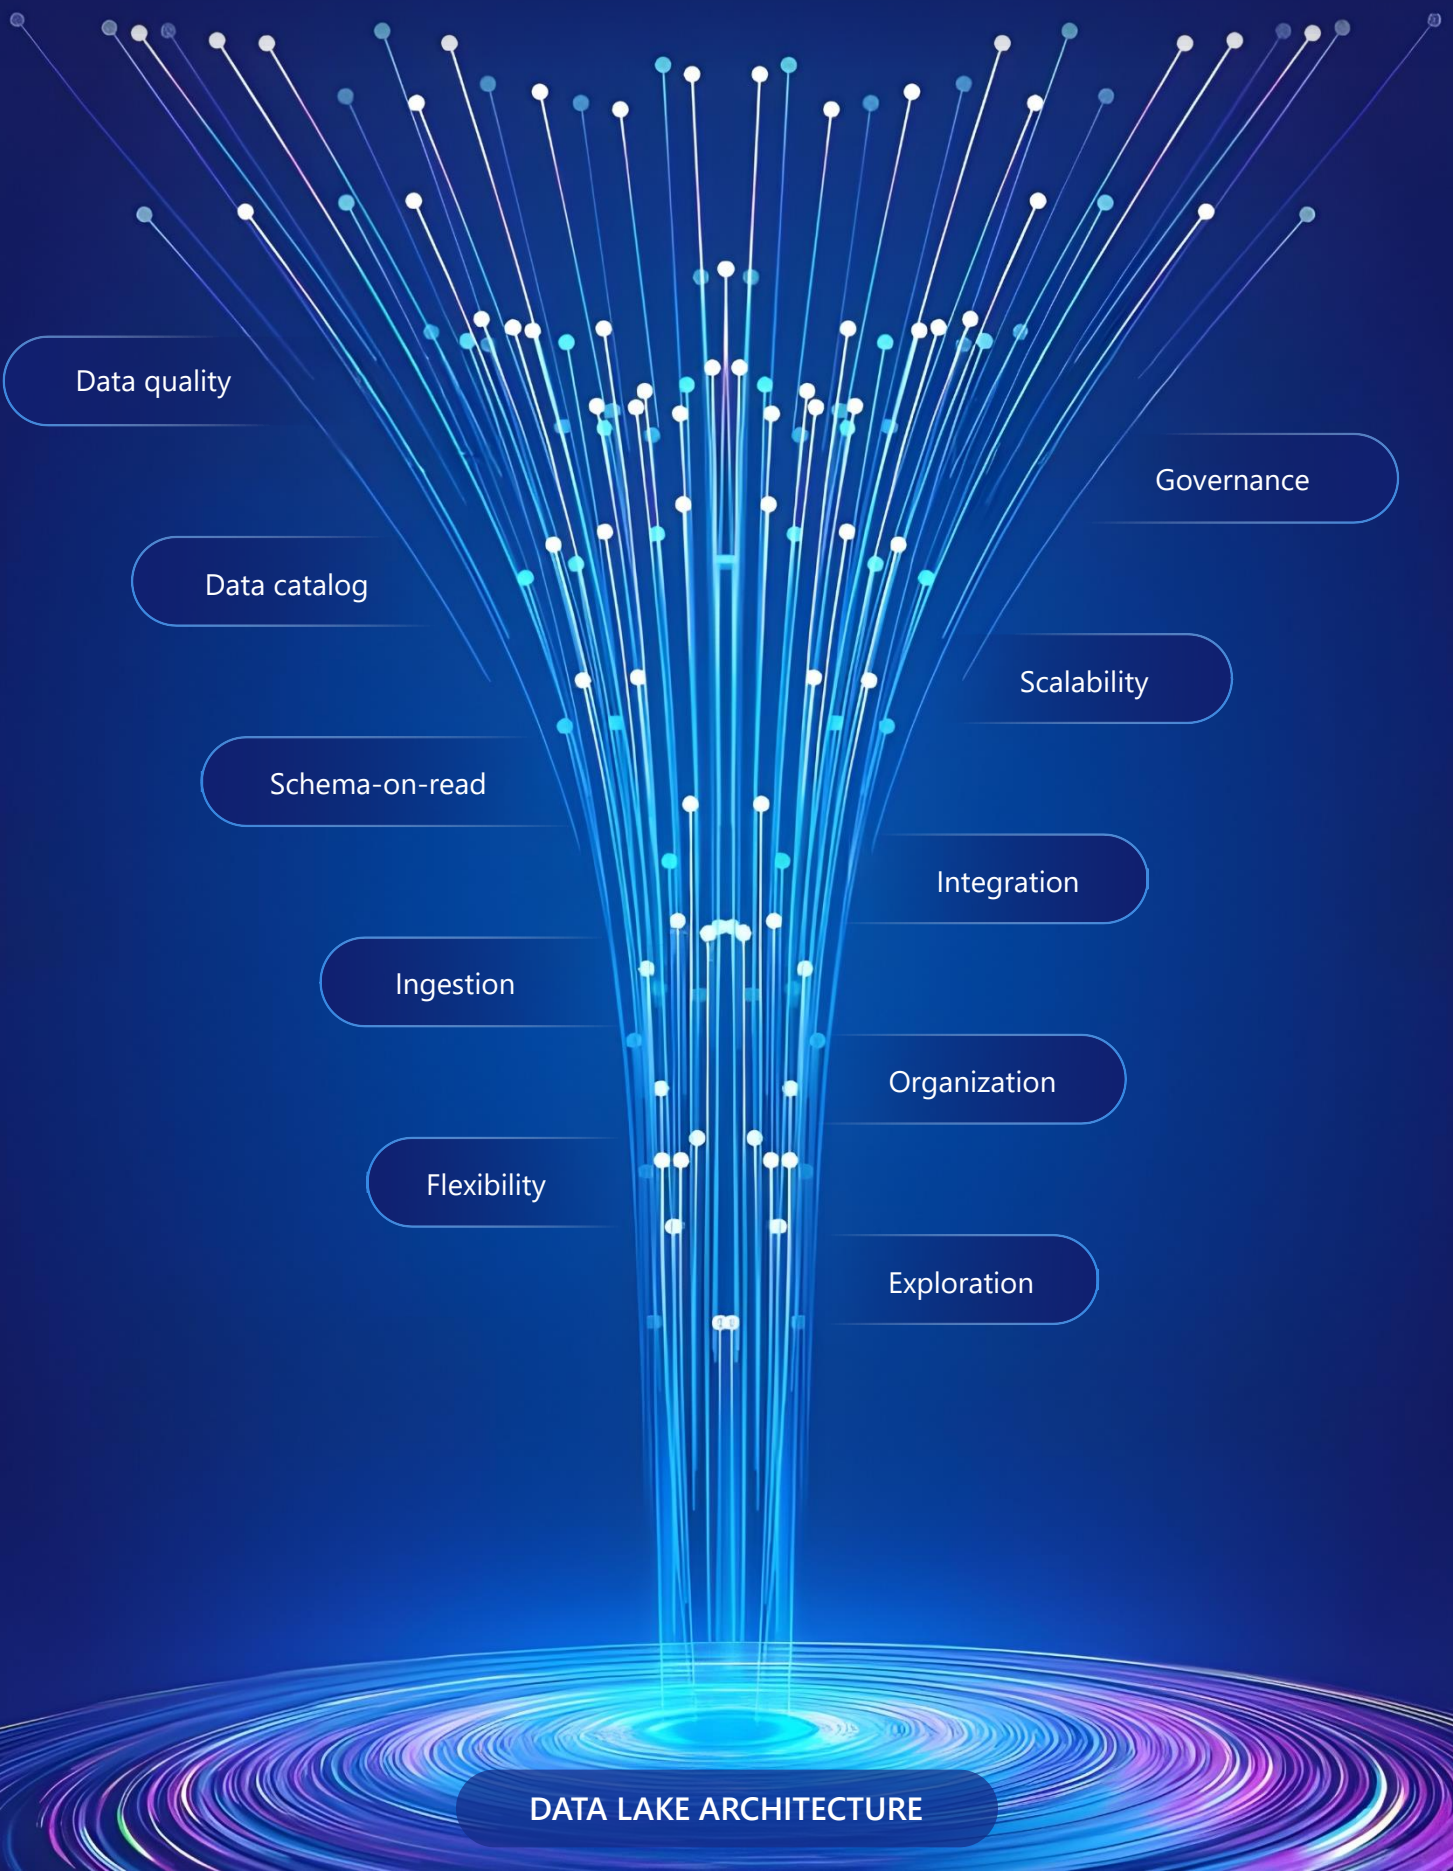 Data quality
Governance
Data catalog
Scalability
Schema-on-read
Integration
Ingestion
Organization
Flexibility
Exploration
DATA LAKE ARCHITECTURE